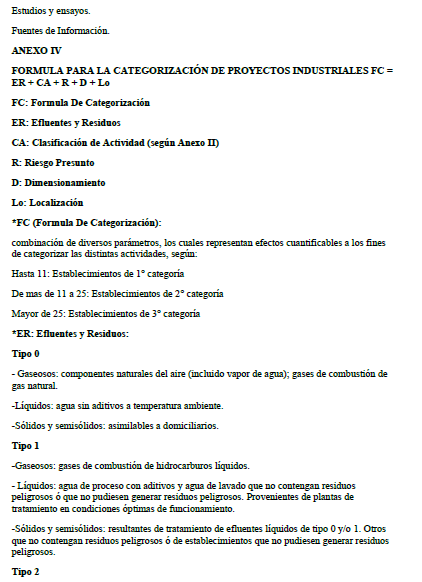 Estudios y ensayos.
Fuentes de Información.
ANEXO IV
FORMULA PARA LA CATEGORIZACIÓN DE PROYECTOS INDUSTRIALES FC =
ER + CA + R + D + Lo
FC: Formula De Categorización
ER: Efluentes y Residuos
CA: Clasificación de Actividad (según Anexo II)
R: Riesgo Presunto
D: Dimensionamiento
Lo: Localización
*FC (Formula De Categorización):
combinación de diversos parámetros, los cuales representan efectos cuantificables a los fines
de categorizar las distintas actividades, según:
Hasta 11: Establecimientos de 1° categoría
De mas de 11 a 25: Establecimientos de 2° categoría
Mayor de 25: Establecimientos de 3° categoría
*ER: Efluentes y Residuos:
Tipo 0
- Gaseosos: componentes naturales del aire (incluido vapor de agua); gases de combustión de
gas natural.
-Líquidos: agua sin aditivos a temperatura ambiente.
-Sólidos y semisólidos: asimilables a domiciliarios.
Tipo 1
-Gaseosos: gases de combustión de hidrocarburos líquidos.
- Líquidos: agua de proceso con aditivos y agua de lavado que no contengan residuos
peligrosos ó que no pudiesen generar residuos peligrosos. Provenientes de plantas de
tratamiento en condiciones óptimas de funcionamiento.
-Sólidos y semisólidos: resultantes de tratamiento de efluentes líquidos de tipo 0 y/o 1. Otros
que no contengan residuos peligrosos ó de establecimientos que no pudiesen generar residuos
peligrosos.
Tipo 2